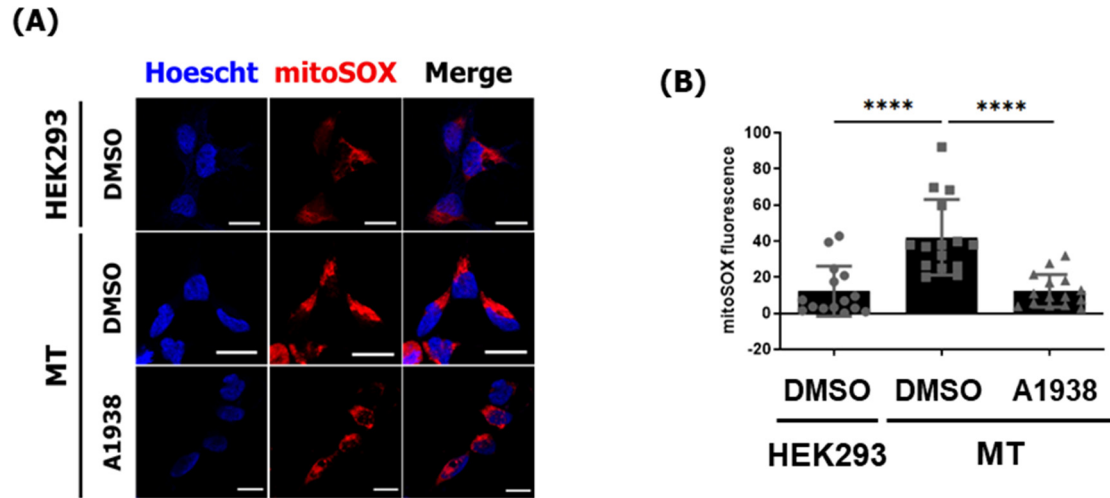 (A)
Hoescht mitoSOX Merge
HEK293
DMSO
MT
DMSO
A1938
(B)
**** ****
mitoSOX fluorescence
100
80
60
40
20
0
-20
DMSO DMSO A1938
HEK293 MT